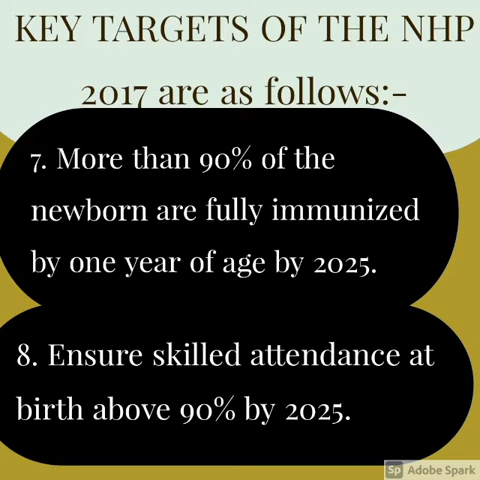 KEY TARGETS OF THE NHP
2017 are as follows:-
7. More than 90% of the
newborn are fully immunized
by one year of age by 2025.
8. Ensure skilled attendance at
birth above 90% by 2025.
Sp Adobe Spark